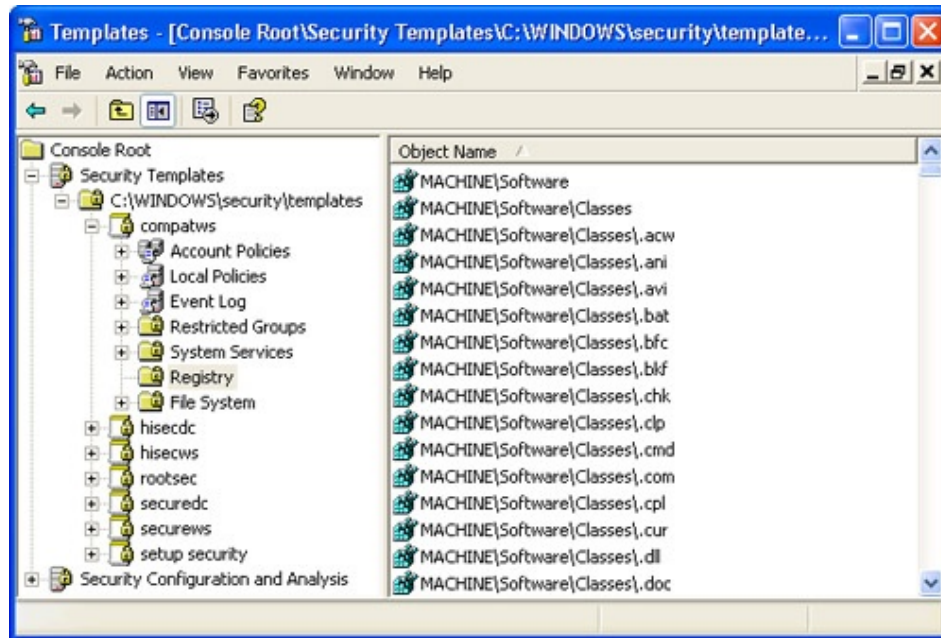 Templates - [Console Root\Security Templates\C:\WINDOWS\security\template...
File Action View Favorites Window Help
Console Root
Security Templates
C:\WINDOWS\security\templates
compatws
Account Policies
Local Policies
Event Log
Restricted Groups
System Services
Registry
File System
hisecdc
hisecws
rootsec
securedc
securews
setup security
Security Configuration and Analysis
Object Name
MACHINE\Software
MACHINE\Software\Classes
MACHINE\Software\Classes\.acw
MACHINE\Software\Classes\.ani
MACHINE\Software\Classes\.avi
MACHINE\Software\Classes\.bat
MACHINE\Software\Classes\.bfc
MACHINE\Software\Classes\.bkf
MACHINE\Software\Classes\.chk
MACHINE\Software\Classes\.clp
MACHINE\Software\Classes\.cmd
MACHINE\Software\Classes\.com
MACHINE\Software\Classes\.cpl
MACHINE\Software\Classes\.cur
MACHINE\Software\Classes\.dll
MACHINE\Software\Classes\.doc